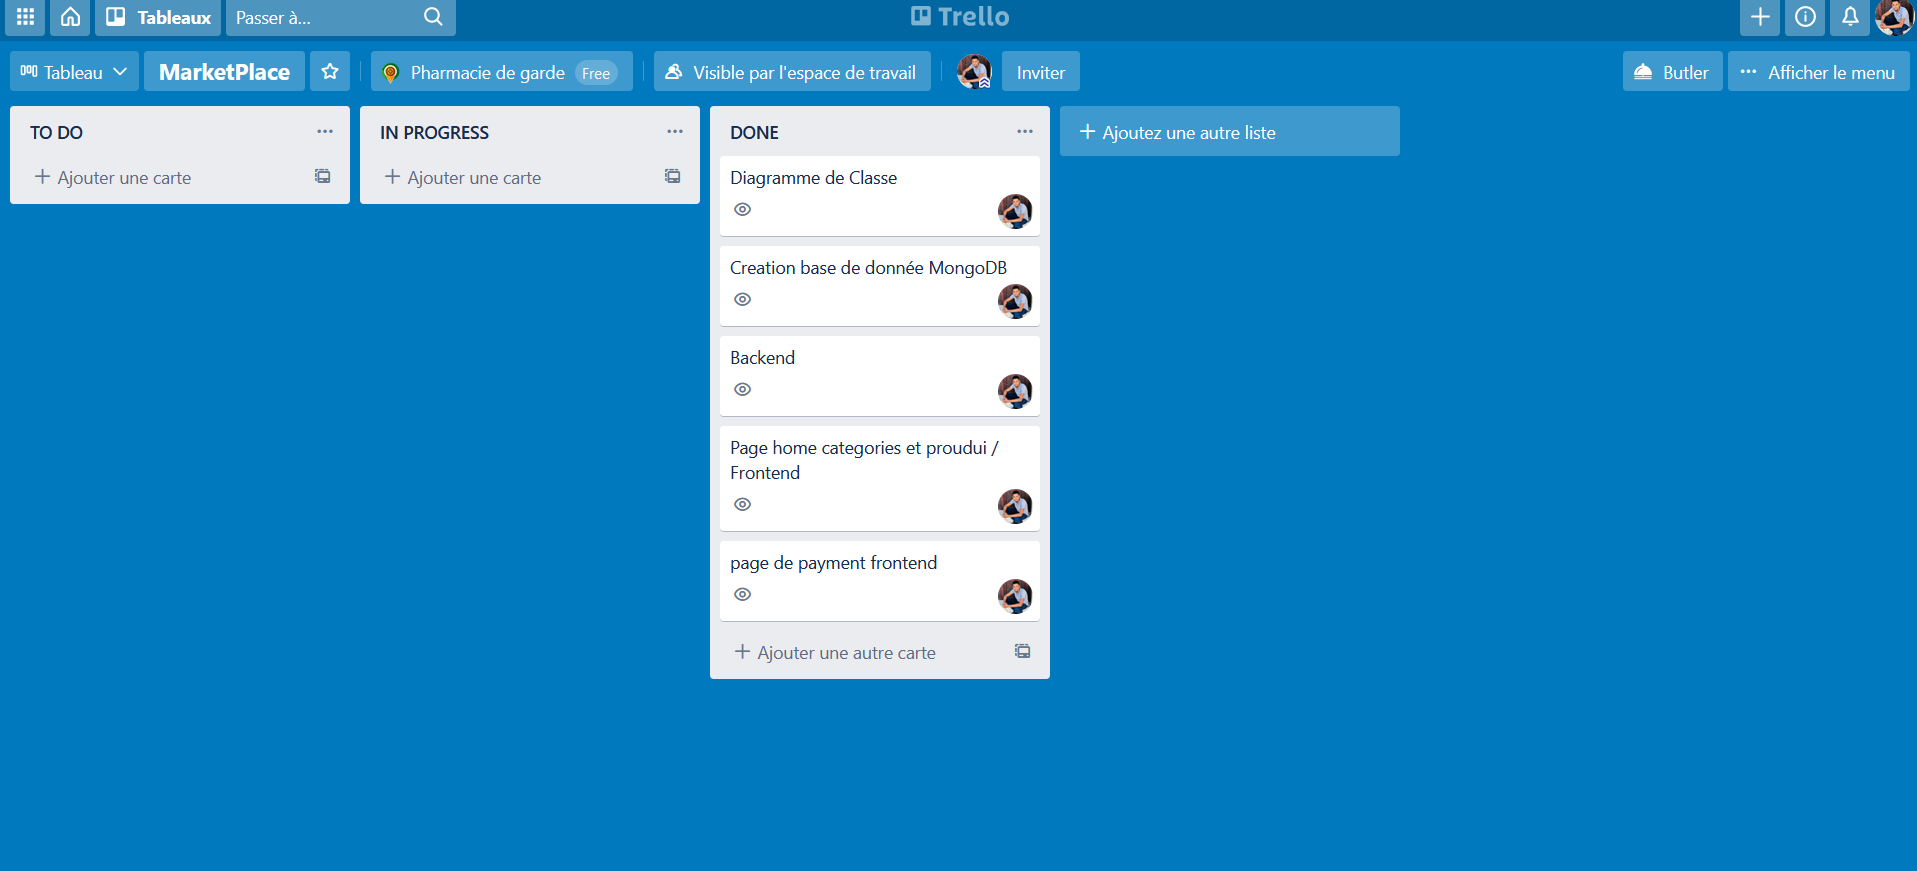 Tableaux
Passer à...
Trello
Tableau
MarketPlace
Pharmacie de garde Free
Visible par l'espace de travail
Inviter
Butler
Afficher le menu
TO DO
Ajouter une carte
IN PROGRESS
Ajouter une carte
DONE
Diagramme de Classe
Creation base de donnée MongoDB
Backend
Page home categories et proudui /
Frontend
page de payment frontend
Ajouter une autre carte
Ajoutez une autre liste